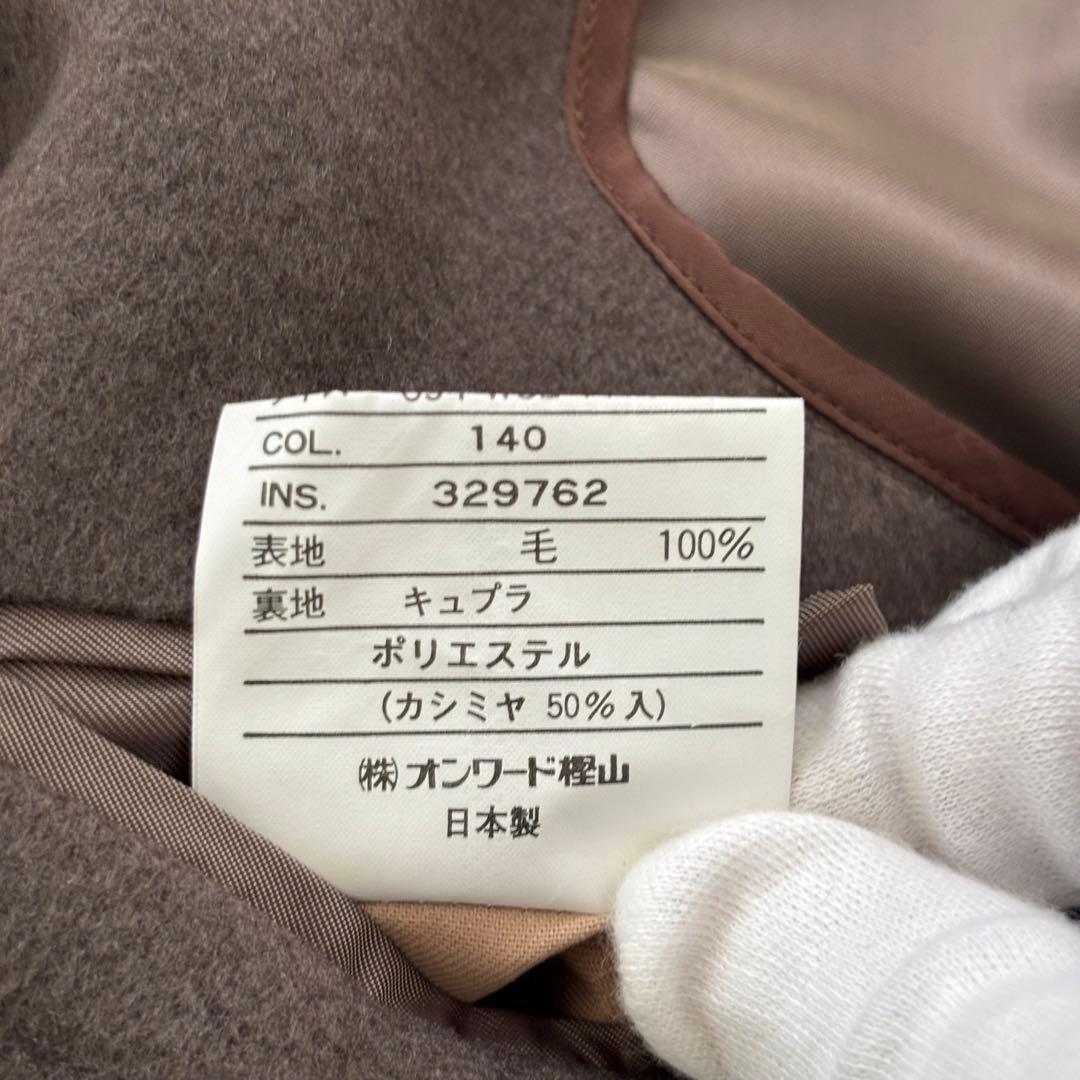 COL. 140
INS. 329762
表地 毛 100%
裏地 キュプラ
ポリエステル
(カシミヤ 50%入)
(株)オンワード樫山
日本製